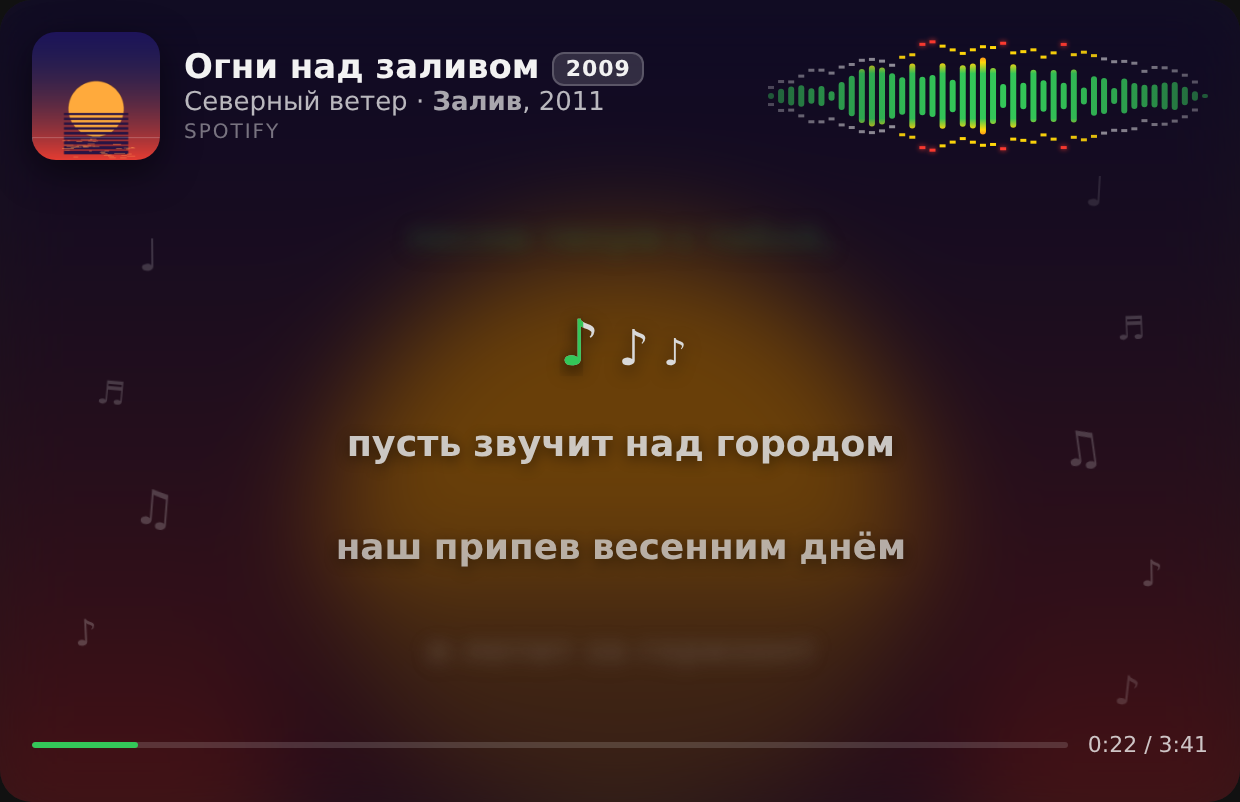 Огни над заливом 2009
Северный ветер · Залив, 2011
SPOTIFY
пусть звучит над городом
наш припев весенним днём
0:22 / 3:41